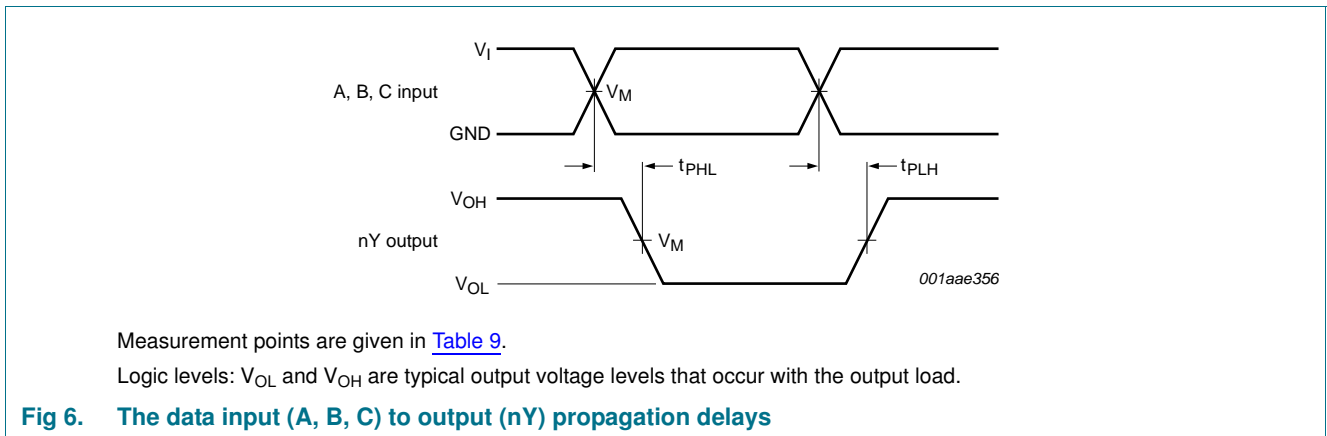 VI
A, B, C input
VM
GND
tPHL
tPLH
VOH
nY output
VM
VOL
001aae356
Measurement points are given in Table 9.
Logic levels: VOL and VOH are typical output voltage levels that occur with the output load.
Fig 6. The data input (A, B, C) to output (nY) propagation delays